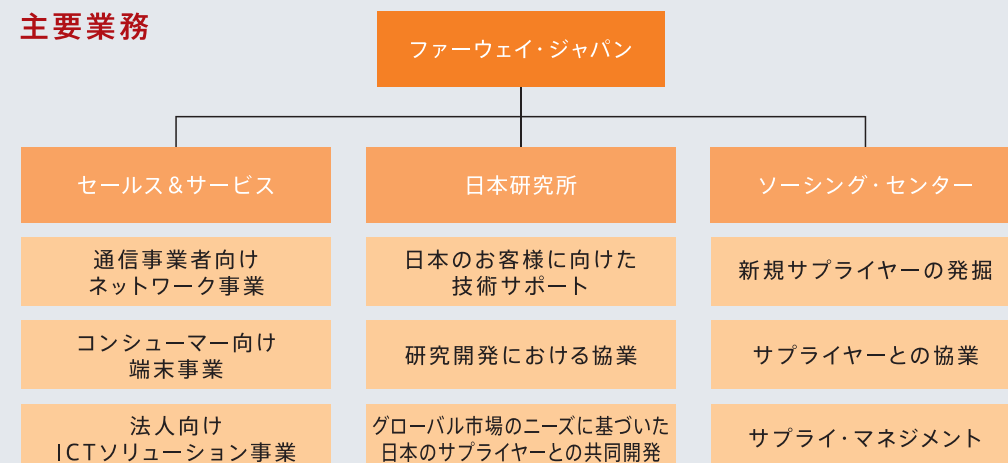 主要業務
ファーウェイ・ジャパン
セールス&サービス
日本研究所
ソーシング・センター
通信事業者向け
ネットワーク事業
日本のお客様に向けた
技術サポート
新規サプライヤーの発掘
コンシューマー向け
端末事業
研究開発における協業
サプライヤーとの協業
法人向け
ICTソリューション事業
グローバル市場のニーズに基づいた
日本のサプライヤーとの共同開発
サプライ・マネジメント